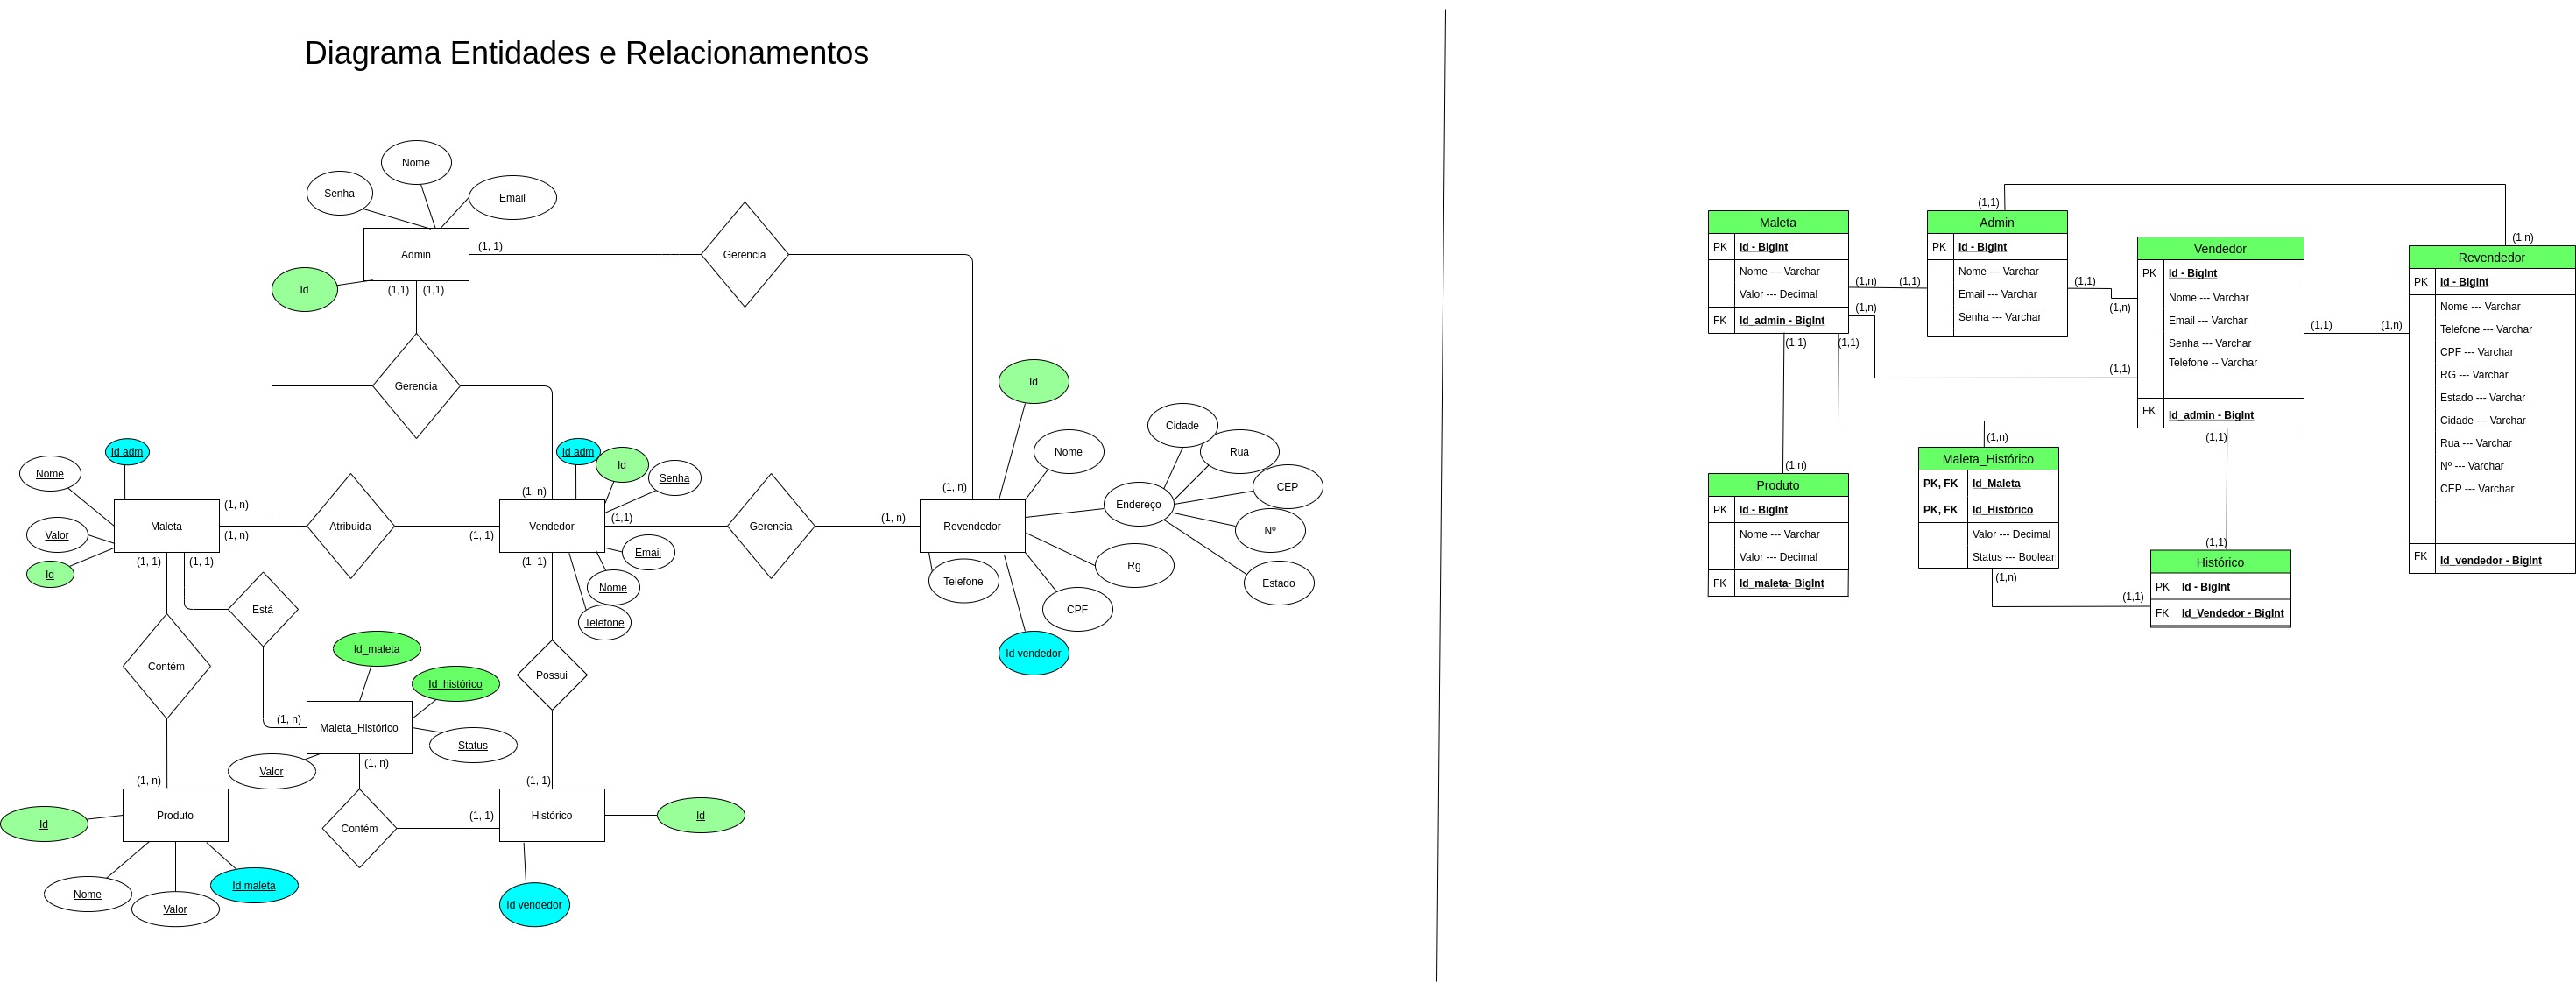 Diagrama Entidades e Relacionamentos
Nome
Senha
Email
Admin
(1, 1)
Gerencia
Id
(1,1)
(1,1)
Gerencia
Id adm
Nome
Valor
Id
Maleta
(1, n)
(1, n)
(1, 1)
(1, 1)
Atribuida
(1, 1)
Id adm
Id
Senha
(1, n)
Vendedor
(1,1)
(1, 1)
Email
Nome
Telefone
Gerencia
(1, n)
(1, n)
Revendedor
Id
Nome
Cidade
Rua
CEP
Endereço
Nº
Estado
Rg
CPF
Telefone
Id vendedor
Está
Contém
Id_maleta
Id_histórico
Possui
(1, n)
Maleta_Histórico
Status
Valor
(1, n)
(1, n)
Produto
Id
Nome
Valor
Id maleta
Contém
(1, 1)
(1, 1)
Histórico
Id
Id vendedor
Maleta
PK Id - BigInt
Nome --- Varchar
Valor --- Decimal
FK Id_admin - BigInt
(1,n)
(1,1)
(1,n)
(1,1)
(1,1)
(1,1)
Admin
PK Id - BigInt
Nome --- Varchar
Email --- Varchar
Senha --- Varchar
(1,1)
(1,n)
(1,1)
Vendedor
PK Id - BigInt
Nome --- Varchar
Email --- Varchar
Senha --- Varchar
Telefone -- Varchar
FK Id_admin - BigInt
(1,1)
(1,n)
(1,1)
(1,n)
Revendedor
PK Id - BigInt
Nome --- Varchar
Telefone --- Varchar
CPF --- Varchar
RG --- Varchar
Estado --- Varchar
Cidade --- Varchar
Rua --- Varchar
Nº --- Varchar
CEP --- Varchar
FK Id_vendedor - BigInt
(1,n)
Produto
PK Id - BigInt
Nome --- Varchar
Valor --- Decimal
FK Id_maleta- BigInt
(1,n)
Maleta_Histórico
PK, FK Id_Maleta
PK, FK Id_Histórico
Valor --- Decimal
Status --- Boolear
(1,n)
(1,1)
(1,1)
Histórico
PK Id - BigInt
FK Id_Vendedor - BigInt